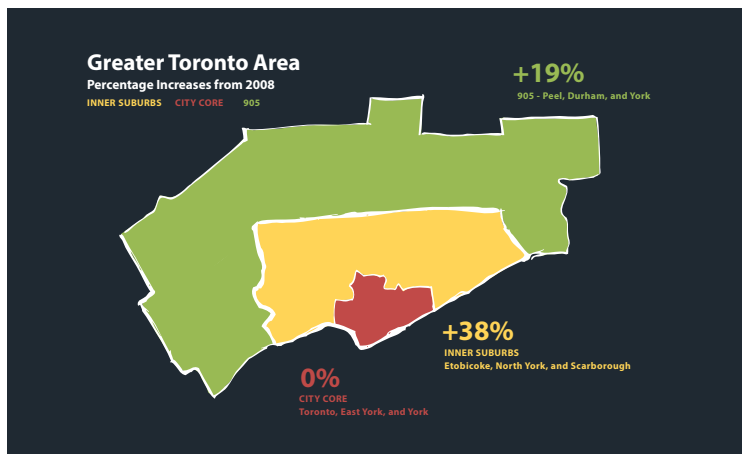 Greater Toronto Area
Percentage Increases from 2008
INNER SUBURBS CITY CORE 905
+19%
905 - Peel, Durham, and York
+38%
INNER SUBURBS
Etobicoke, North York, and Scarborough
0%
CITY CORE
Toronto, East York, and York